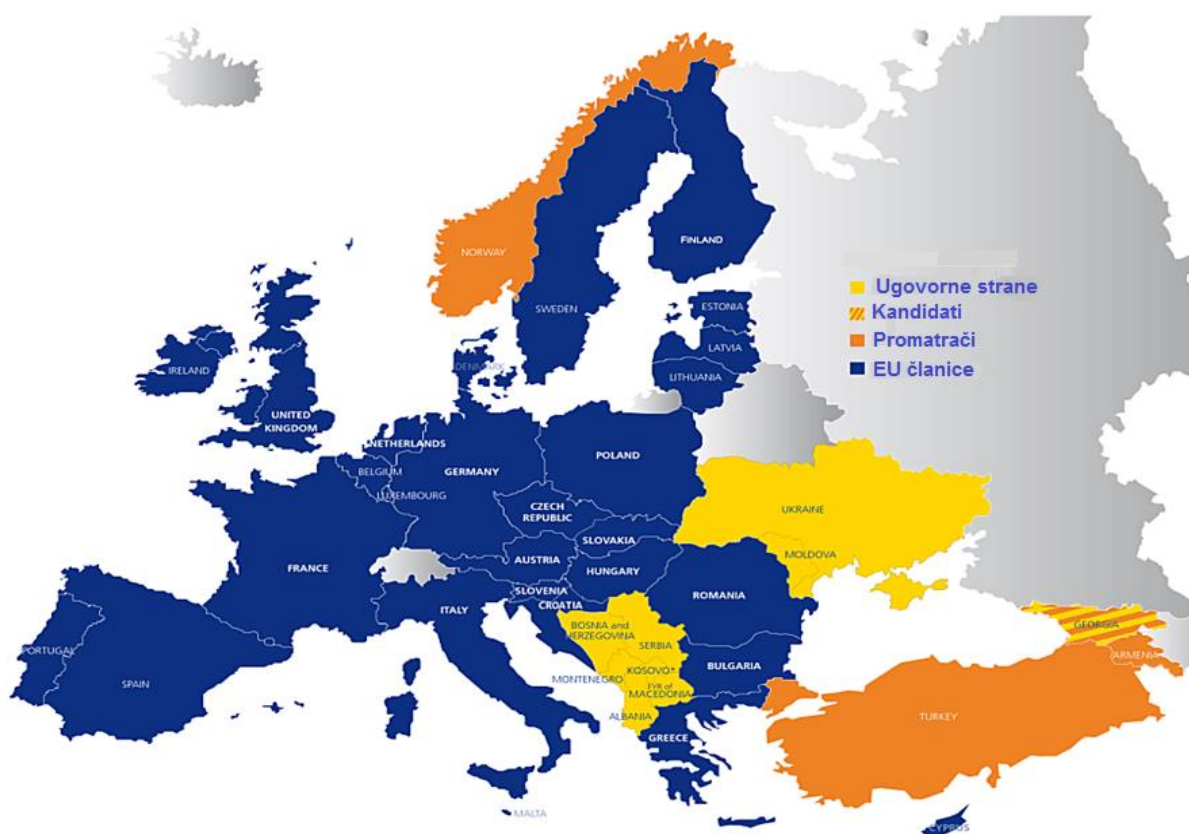 NORWAY
FINLAND
SWEDEN
Ugovorne strane
Kandidati
Promatrači
EU članice
ESTONIA
LATVIA
LITHUANIA
DENMARK
IRELAND
UNITED
KINGDOM
NETHERLANDS
BELGIUM
LUXEMBOURG
GERMANY
POLAND
CZECH
REPUBLIC
SLOVAKIA
UKRAINE
MOLDOVA
AUSTRIA
HUNGARY
FRANCE
SLOVENIA
CROATIA
ITALY
ROMANIA
BOSNIA and
HERZEGOVINA
SERBIA
GEORGIA
ARMENIA
PORTUGAL
SPAIN
MONTENEGRO
KOSOVO*
FYR of
MACEDONIA
BULGARIA
ALBANIA
GREECE
TURKEY
MALTA
CYPRUS